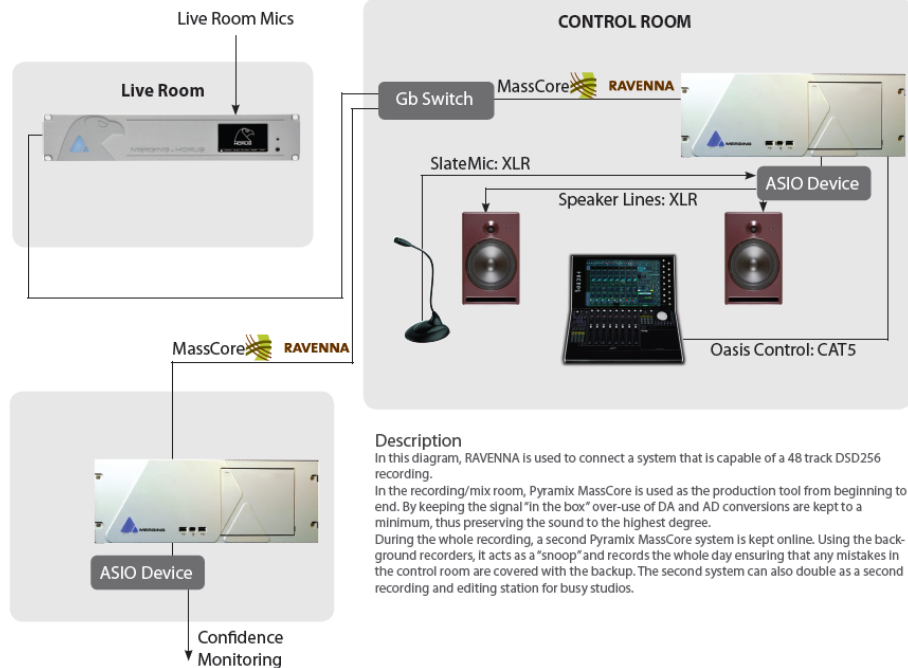 Live Room Mics
CONTROL ROOM
Live Room
Gb Switch
MassCore RAVENNA
MERGING
SlateMic: XLR
ASIO Device
Speaker Lines: XLR
MassCore RAVENNA
Oasis Control: CAT5
MERGING
ASIO Device
Confidence
Monitoring
Description
In this diagram, RAVENNA is used to connect a system that is capable of a 48 track DSD256
recording.
In the recording/mix room, Pyramix MassCore is used as the production tool from beginning to
end. By keeping the signal "in the box" over-use of DA and AD conversions are kept to a
minimum, thus preserving the sound to the highest degree.
During the whole recording, a second Pyramix MassCore system is kept online. Using the back-
ground recorders, it acts as a "snoop" and records the whole day ensuring that any mistakes in
the control room are covered with the backup. The second system can also double as a second
recording and editing station for busy studios.